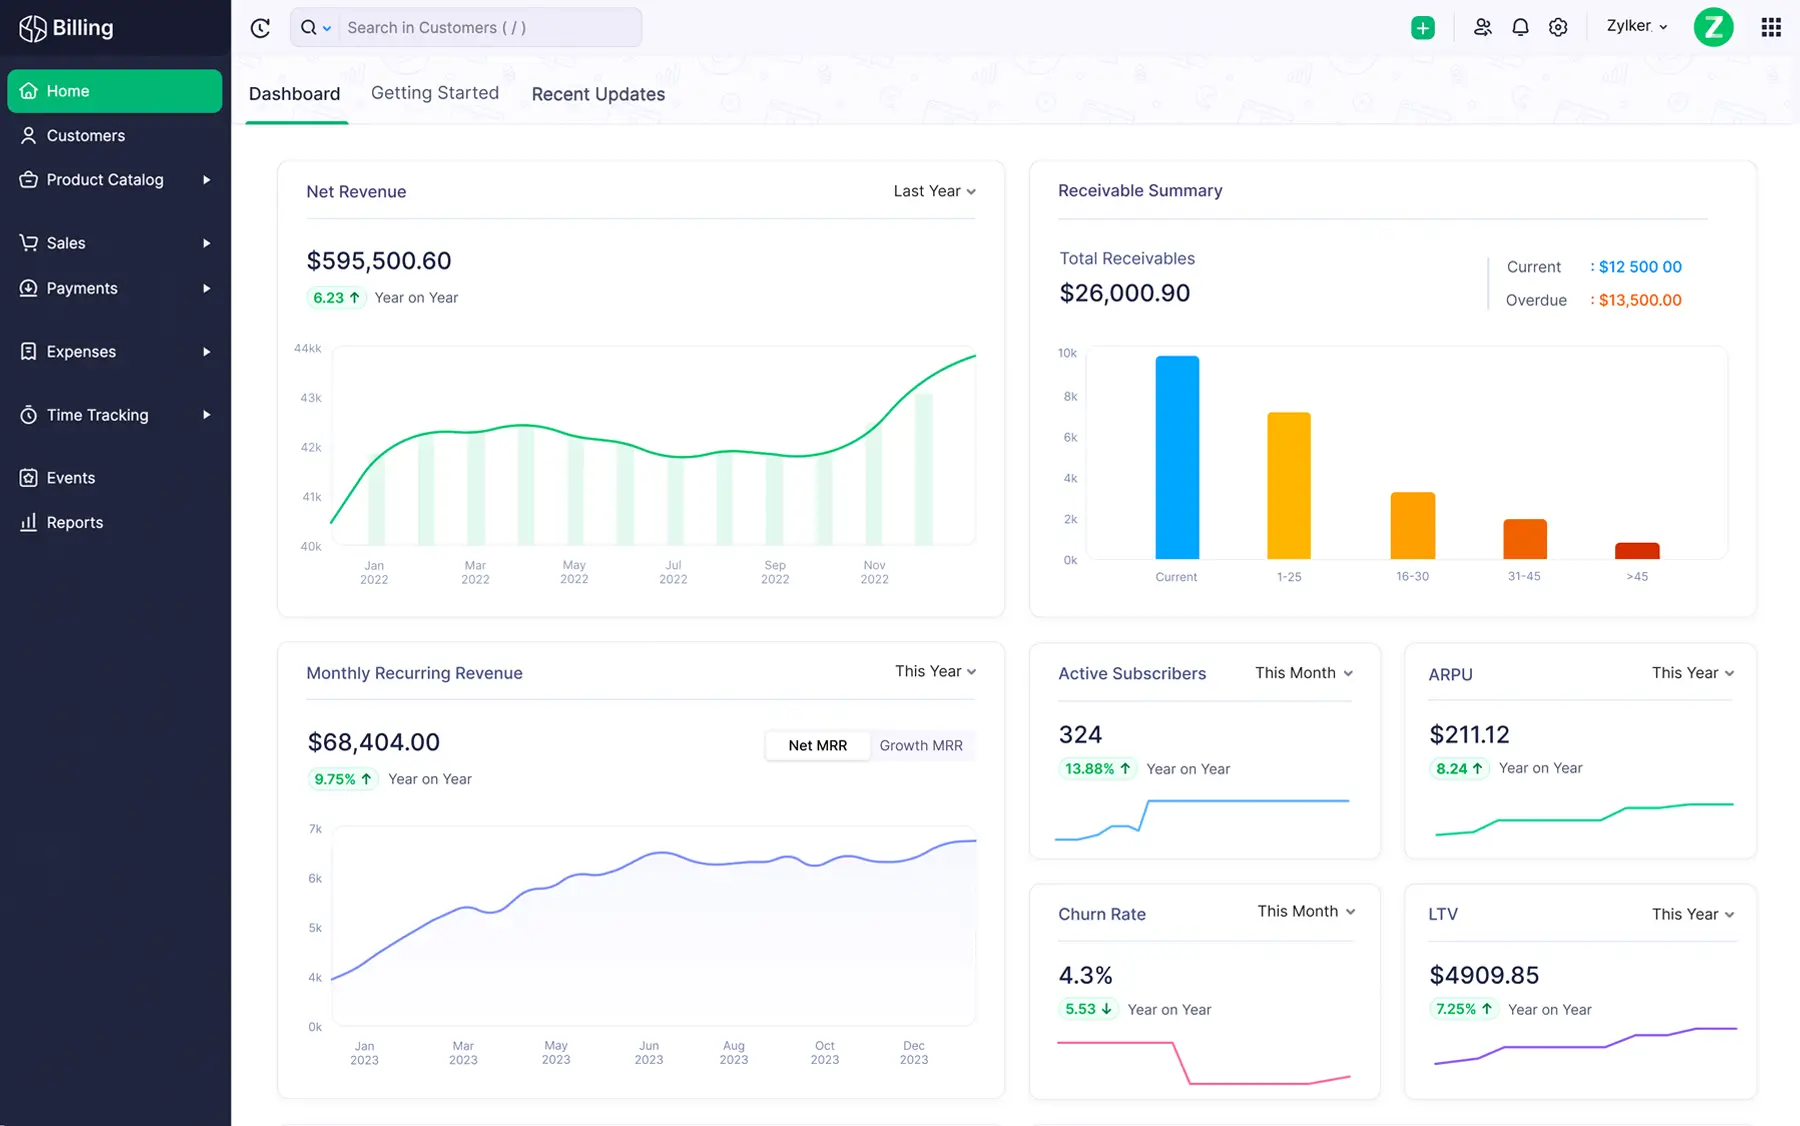 Billing
Search in Customers ( / )
Zylker
Z
Home
Customers
Product Catalog
Sales
Payments
Expenses
Time Tracking
Events
Reports
Dashboard
Getting Started
Recent Updates
Net Revenue
Last Year
$595,500.60
6.23 ↑ Year on Year
44kk
43k
42k
41k
40k
Jan 2022
Mar 2022
May 2022
Jul 2022
Sep 2022
Nov 2022
Receivable Summary
Total Receivables
$26,000.90
Current : $12 500 00
Overdue : $13,500.00
10k
8k
6k
4k
2k
0k
Current
1-25
16-30
31-45
>45
Monthly Recurring Revenue
This Year
$68,404.00
9.75% ↑ Year on Year
Net MRR
Growth MRR
7k
6k
5k
4k
0k
Jan 2023
Mar 2023
May 2023
Jun 2023
Aug 2023
Oct 2023
Dec 2023
Active Subscribers
This Month
324
13.88% ↑ Year on Year
ARPU
This Year
$211.12
8.24 ↑ Year on Year
Churn Rate
This Month
4.3%
5.53 ↓ Year on Year
LTV
This Year
$4909.85
7.25% ↑ Year on Year